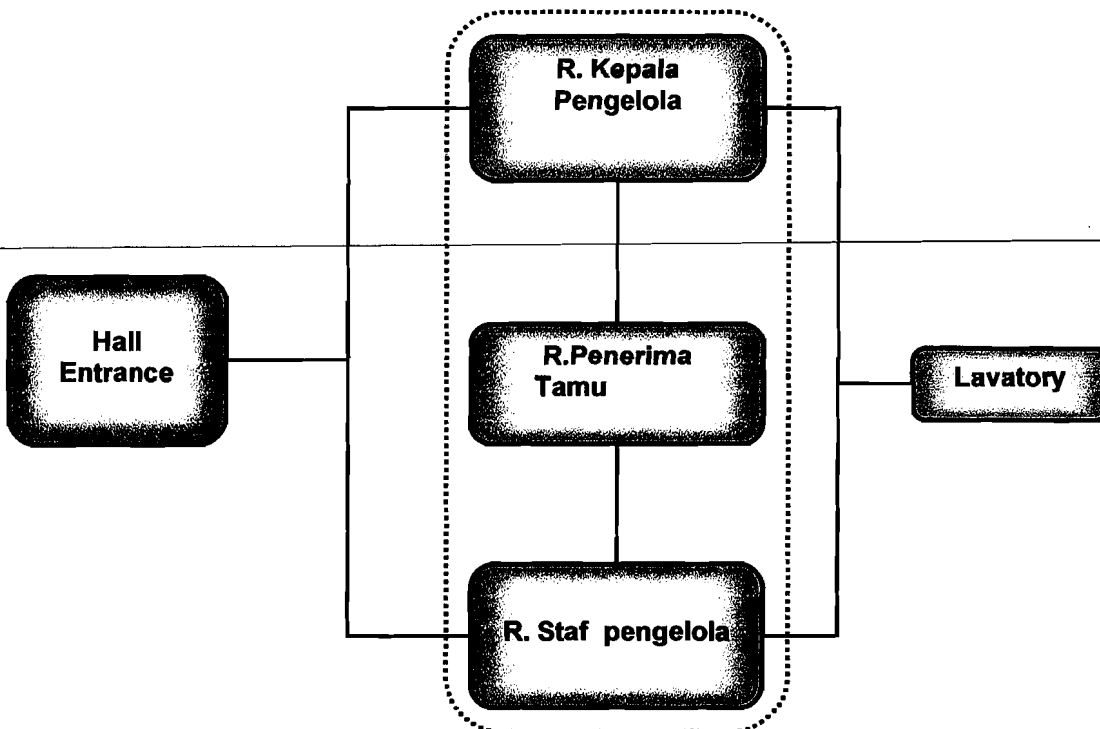 R. Kepala
Pengelola
Hall
Entrance
R.Penerima
Tamu
Lavatory
R. Staf pengelola